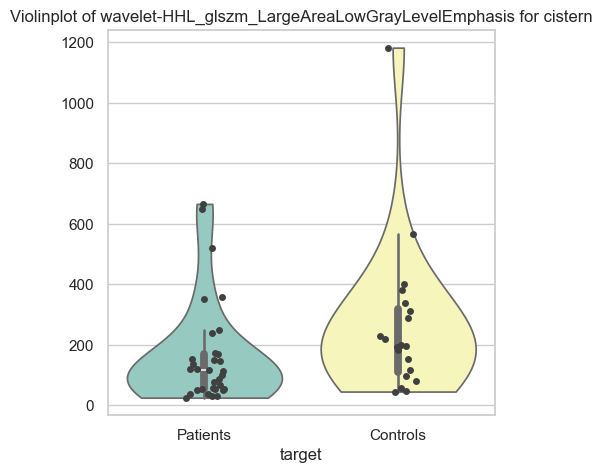 Violinplot of wavelet-HHL_glszm_LargeAreaLowGrayLevelEmphasis for cistern
1200
1000
800
600
400
200
0
Patients
Controls
target